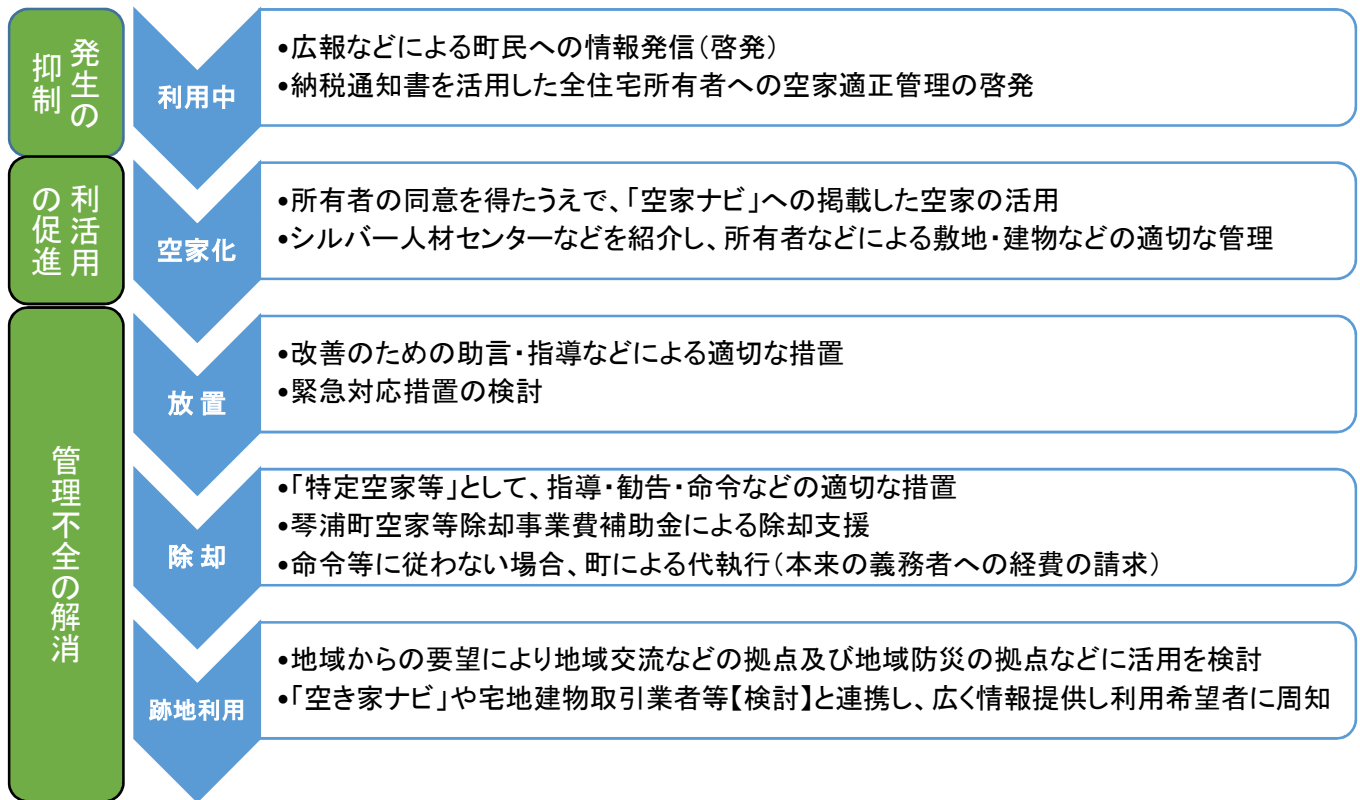 発生の
抑制
利用中
•広報などによる町民への情報発信(啓発)
•納税通知書を活用した全住宅所有者への空家適正管理の啓発
利活用
の促進
空家化
•所有者の同意を得たうえで、「空家ナビ」への掲載した空家の活用
•シルバー人材センターなどを紹介し、所有者などによる敷地・建物などの適切な管理
管理不全の解消
放 置
•改善のための助言・指導などによる適切な措置
•緊急対応措置の検討
除 却
•「特定空家等」として、指導・勧告・命令などの適切な措置
•琴浦町空家等除却事業費補助金による除却支援
•命令等に従わない場合、町による代執行(本来の義務者への経費の請求)
跡地利用
•地域からの要望により地域交流などの拠点及び地域防災の拠点などに活用を検討
•「空き家ナビ」や宅地建物取引業者等【検討】と連携し、広く情報提供し利用希望者に周知